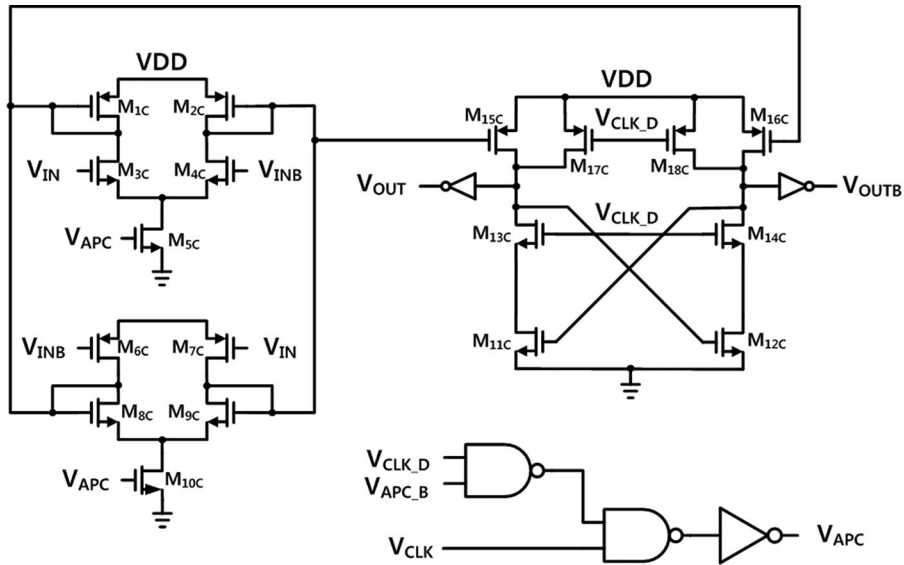 VDD
M1C
M2C
VIN
M3C
M4C
VINB
VAPC
M5C
VINB
M6C
M7C
VIN
M8C
M9C
VAPC
M10C
VDD
M15C
VCLK_D
M16C
M17C
M18C
VOUT
VOUTB
VCLK_D
M13C
M14C
M11C
M12C
VCLK_D
VAPC_B
VCLK
VAPC